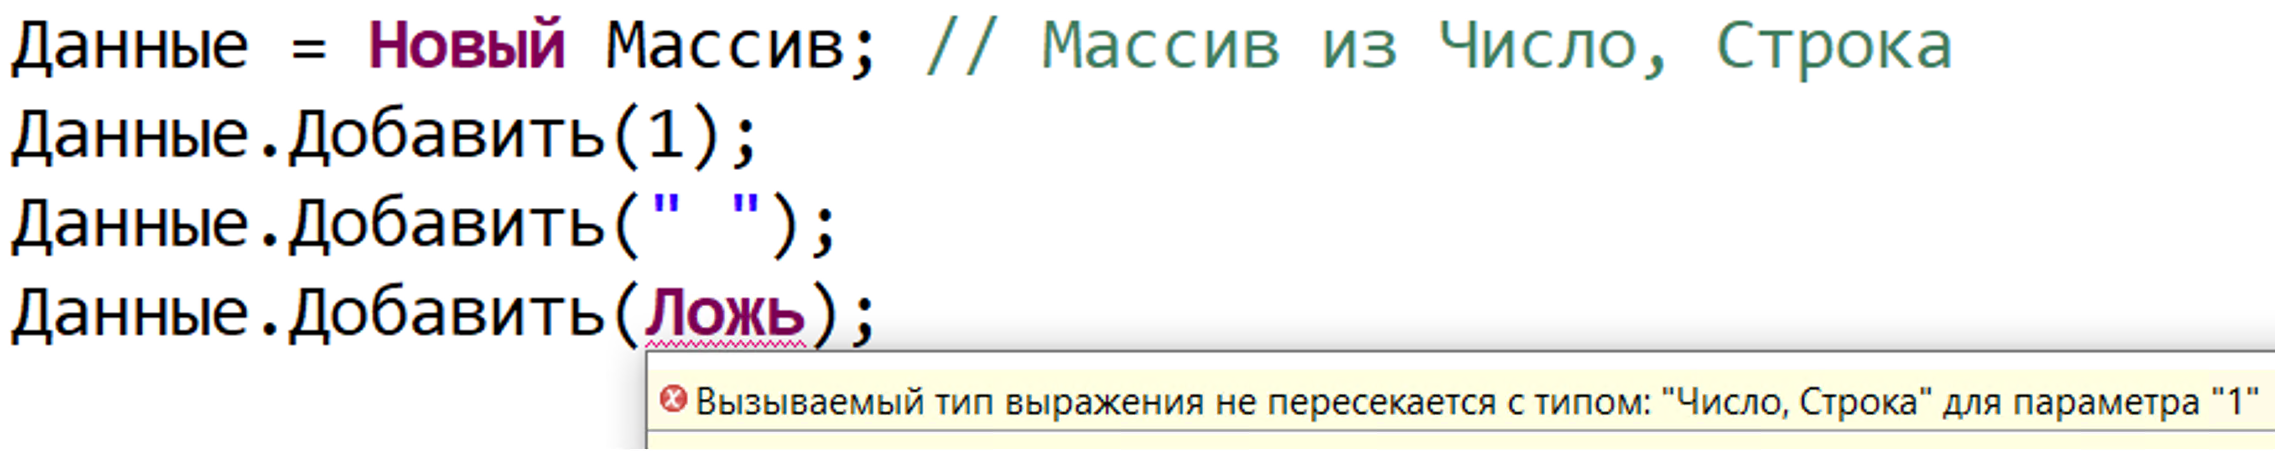 Данные = Новый Массив; // Массив из Число, Строка
Данные.Добавить(1);
Данные.Добавить(" ");
Данные.Добавить(Ложь);
Вызываемый тип выражения не пересекается с типом: "Число, Строка" для параметра "1"